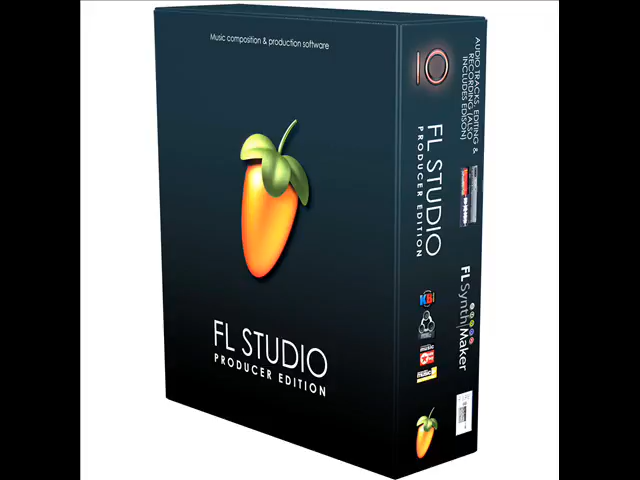 Music composition & production software
FL STUDIO
PRODUCER EDITION
10
FL STUDIO
PRODUCER EDITION
AUDIO TRACKS, EDITING &
RECORDING (ALSO
INCLUDES EDISON)
FL SynthMaker